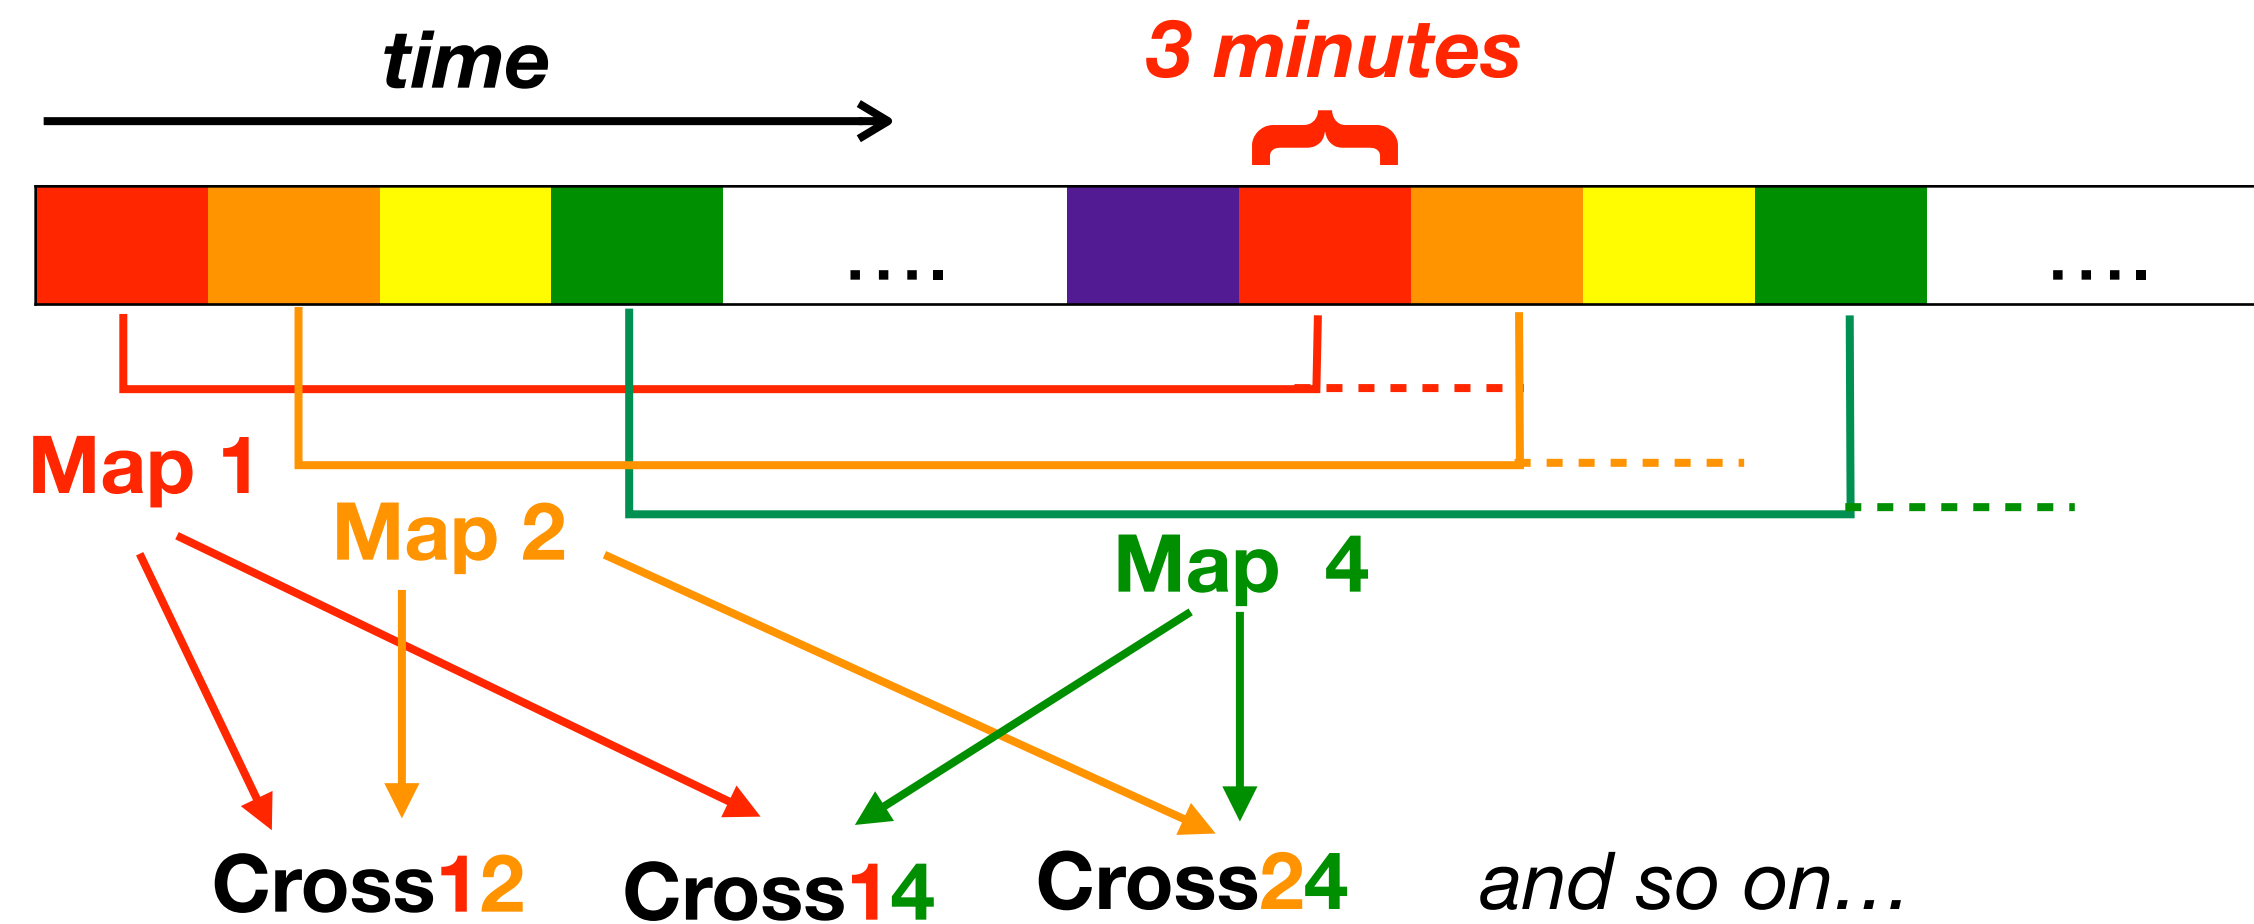 time
3 minutes
.... ....
Map 1
Map 2
Map 4
Cross12 Cross14 Cross24 and so on...